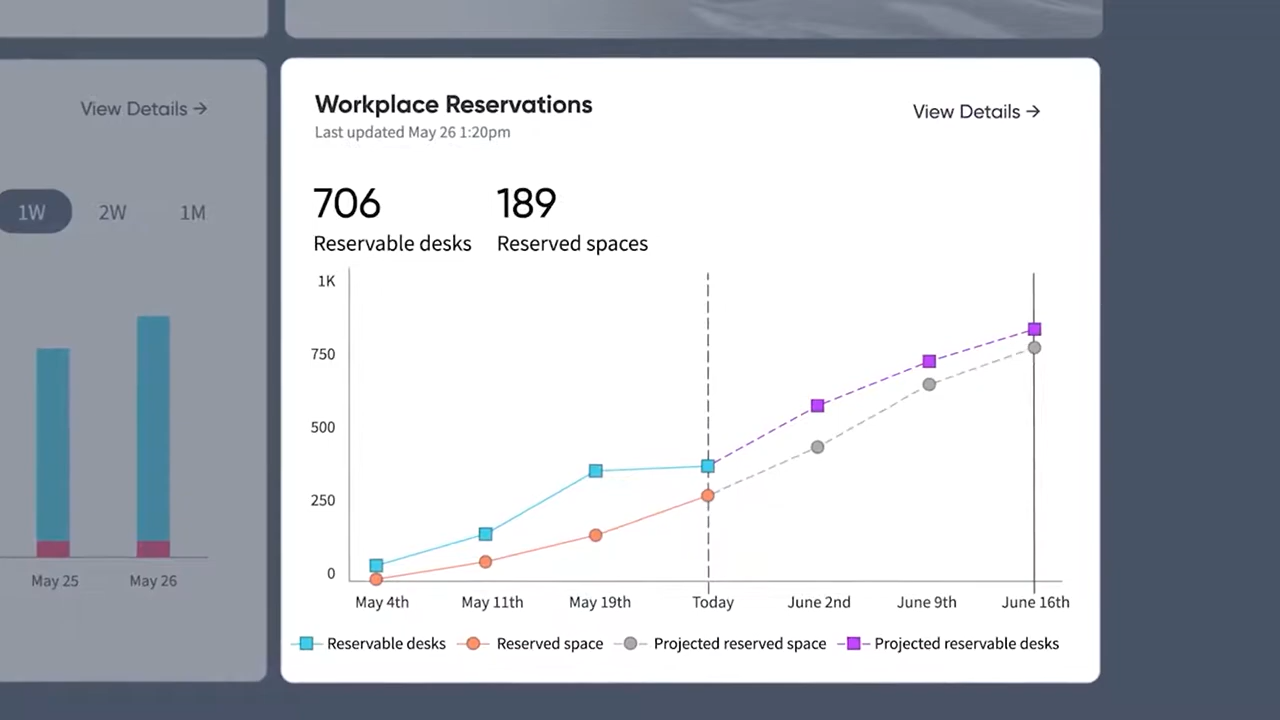 View Details →
1W 2W 1M
May 25 May 26
Workplace Reservations
View Details →
Last updated May 26 1:20pm
706 189
Reservable desks Reserved spaces
1K
750
500
250
0
May 4th May 11th May 19th Today June 2nd June 9th June 16th
Reservable desks Reserved space Projected reserved space Projected reservable desks